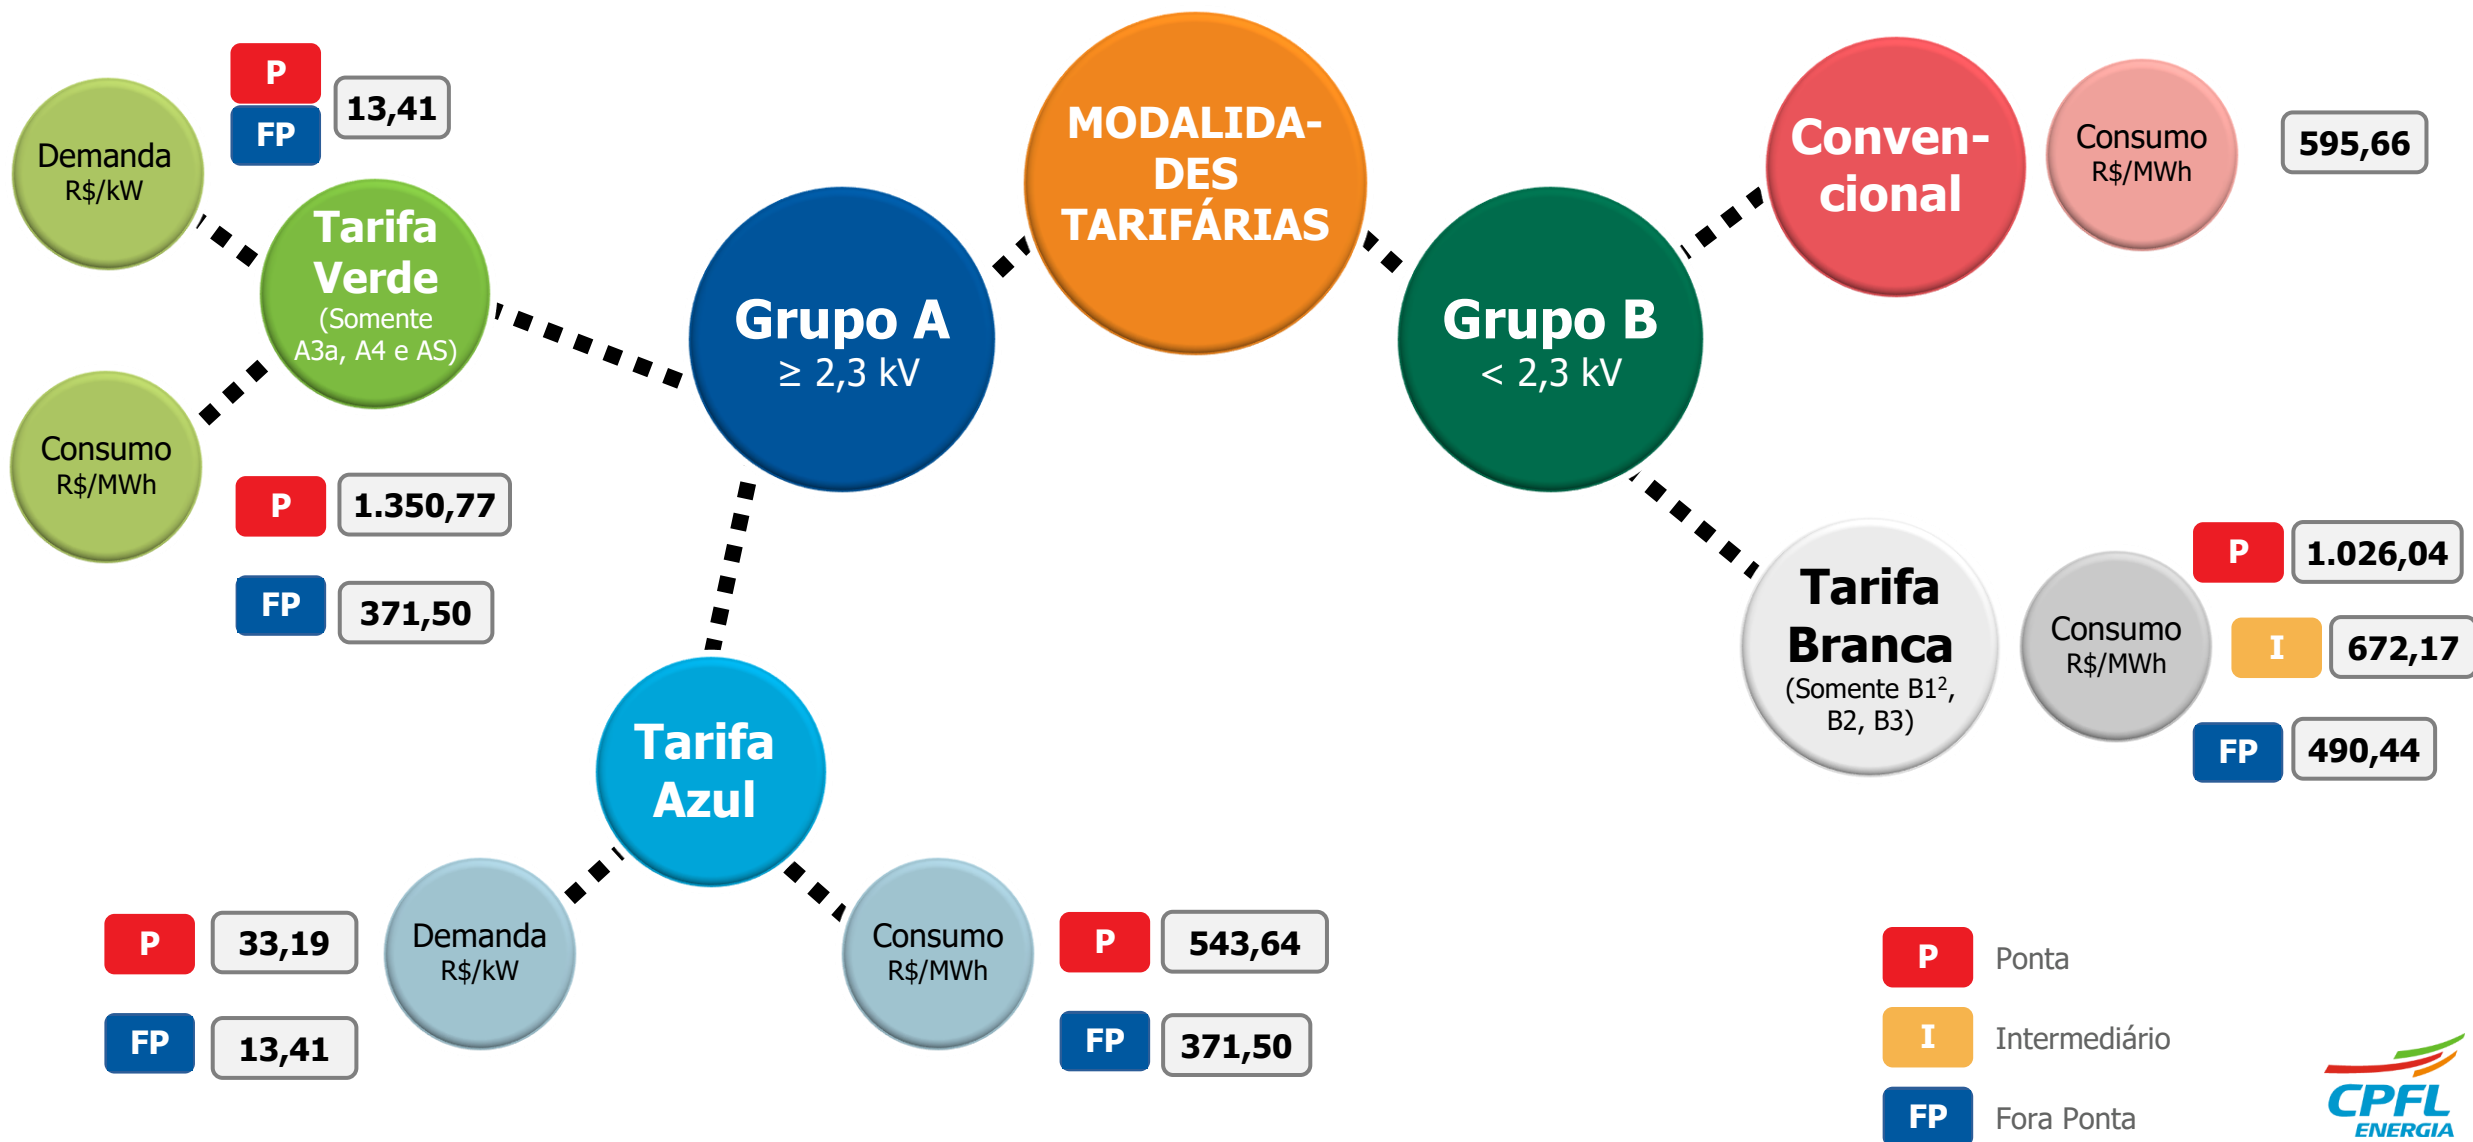 MODALIDA-
DES
TARIFÁRIAS
Grupo A
≥ 2,3 kV
Tarifa
Verde
(Somente
A3a, A4 e AS)
Demanda
R$/kW
P
FP
13,41
Consumo
R$/MWh
P
1.350,77
FP
371,50
Tarifa
Azul
Demanda
R$/kW
P
33,19
FP
13,41
Consumo
R$/MWh
P
543,64
FP
371,50
Grupo B
< 2,3 kV
Conven-
cional
Consumo
R$/MWh
595,66
Tarifa
Branca
(Somente B1²,
B2, B3)
Consumo
R$/MWh
P
1.026,04
I
672,17
FP
490,44
P Ponta
I Intermediário
FP Fora Ponta
CPFL
ENERGIA